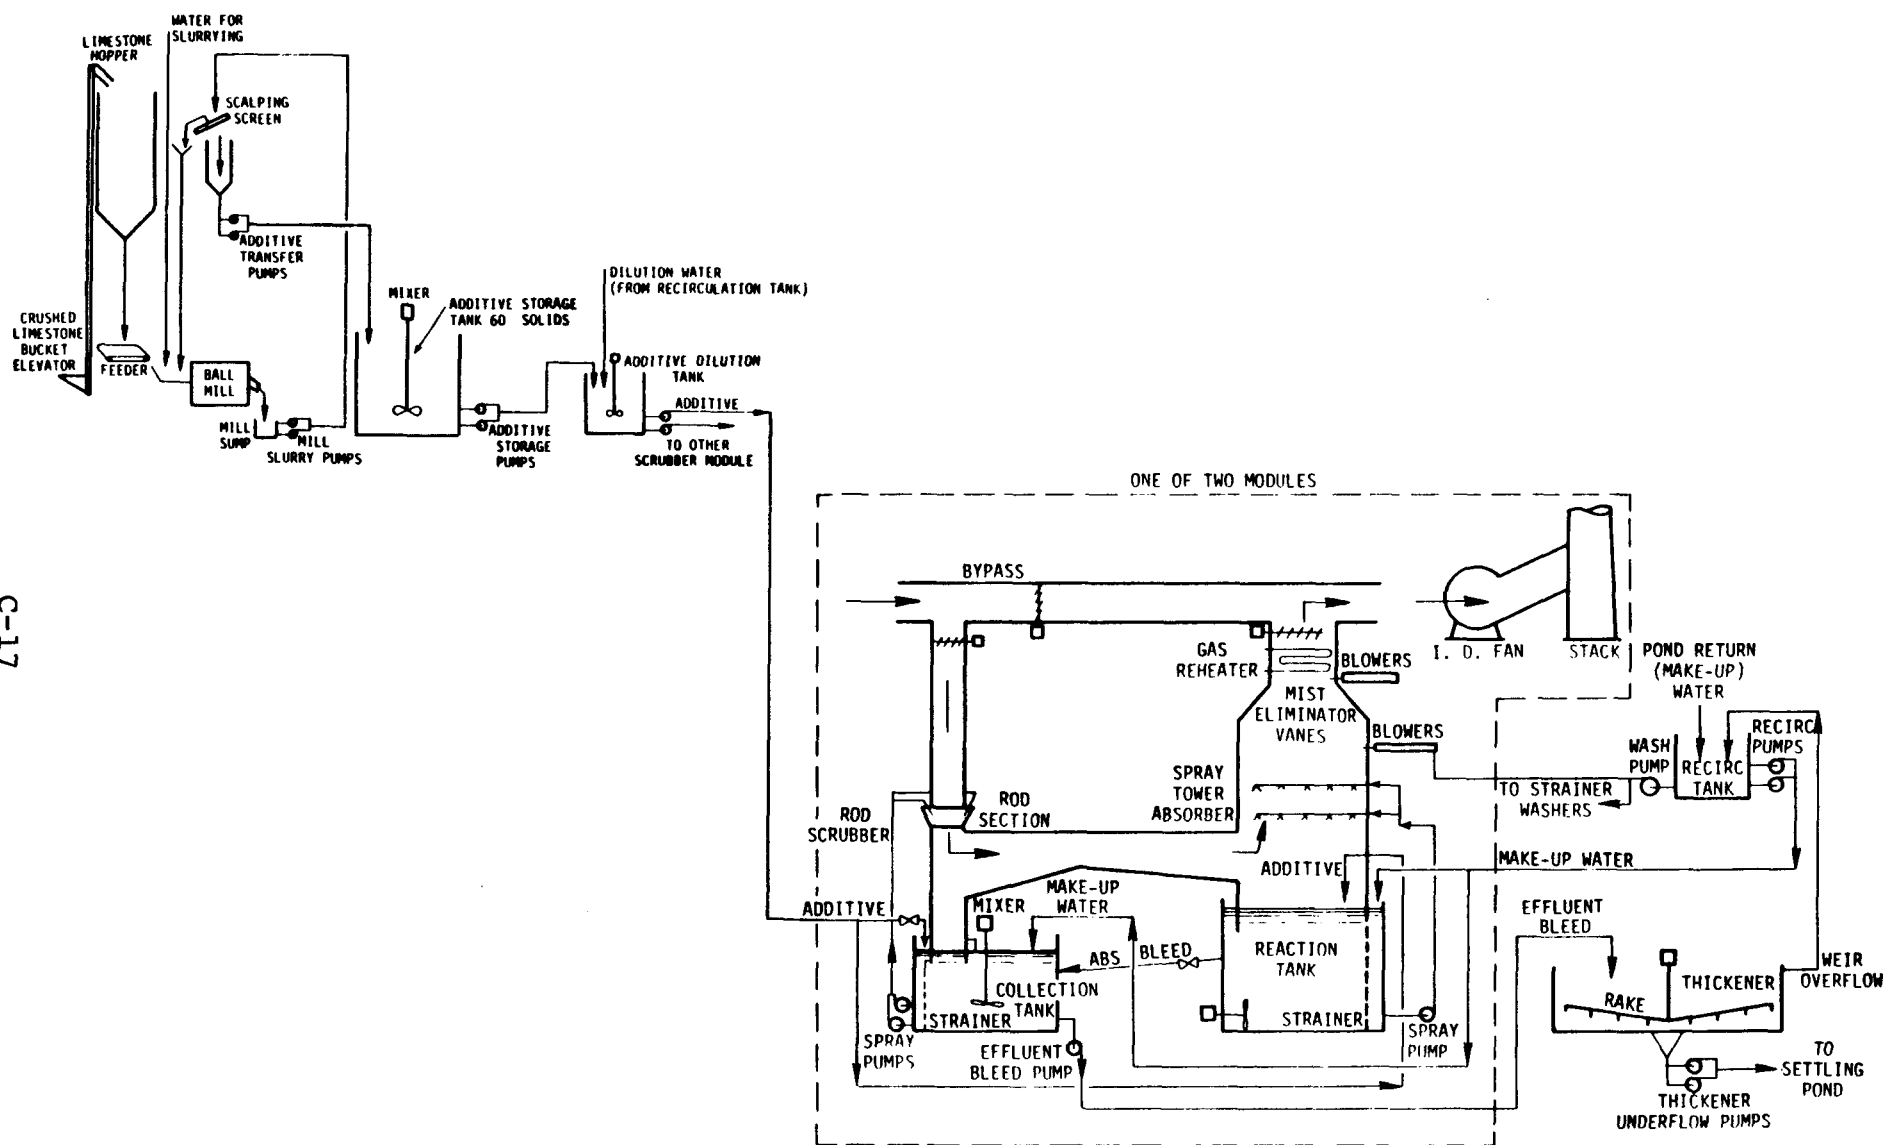 WATER FOR
SLURRYING
LIMESTONE
HOPPER
SCALPING
SCREEN
ADDITIVE
TRANSFER
PUMPS
CRUSHED
LIMESTONE
BUCKET
ELEVATOR
FEEDER
BALL
MILL
MILL
SUMP
MILL
SLURRY PUMPS
MIXER
ADDITIVE STORAGE
TANK 60 SOLIDS
ADDITIVE
STORAGE
PUMPS
DILUTION WATER
(FROM RECIRCULATION TANK)
ADDITIVE DILUTION
TANK
ADDITIVE
TO OTHER
SCRUBBER MODULE
ONE OF TWO MODULES
BYPASS
GAS
REHEATER
BLOWERS
MIST
ELIMINATOR
VANES
BLOWERS
I. D. FAN
STACK
POND RETURN
(MAKE-UP)
WATER
RECIRC
PUMPS
WASH
PUMP
RECIRC
TANK
TO STRAINER
WASHERS
SPRAY
TOWER
ABSORBER
ROD
SECTION
ROD
SCRUBBER
ADDITIVE
MAKE-UP WATER
ADDITIVE
MAKE-UP
WATER
MIXER
ABS BLEED
COLLECTION
TANK
STRAINER
SPRAY
PUMPS
EFFLUENT
BLEED PUMP
REACTION
TANK
STRAINER
SPRAY
PUMP
EFFLUENT
BLEED
THICKENER
RAKE
WEIR
OVERFLOW
TO
SETTLING
POND
THICKENER
UNDERFLOW PUMPS
C-17